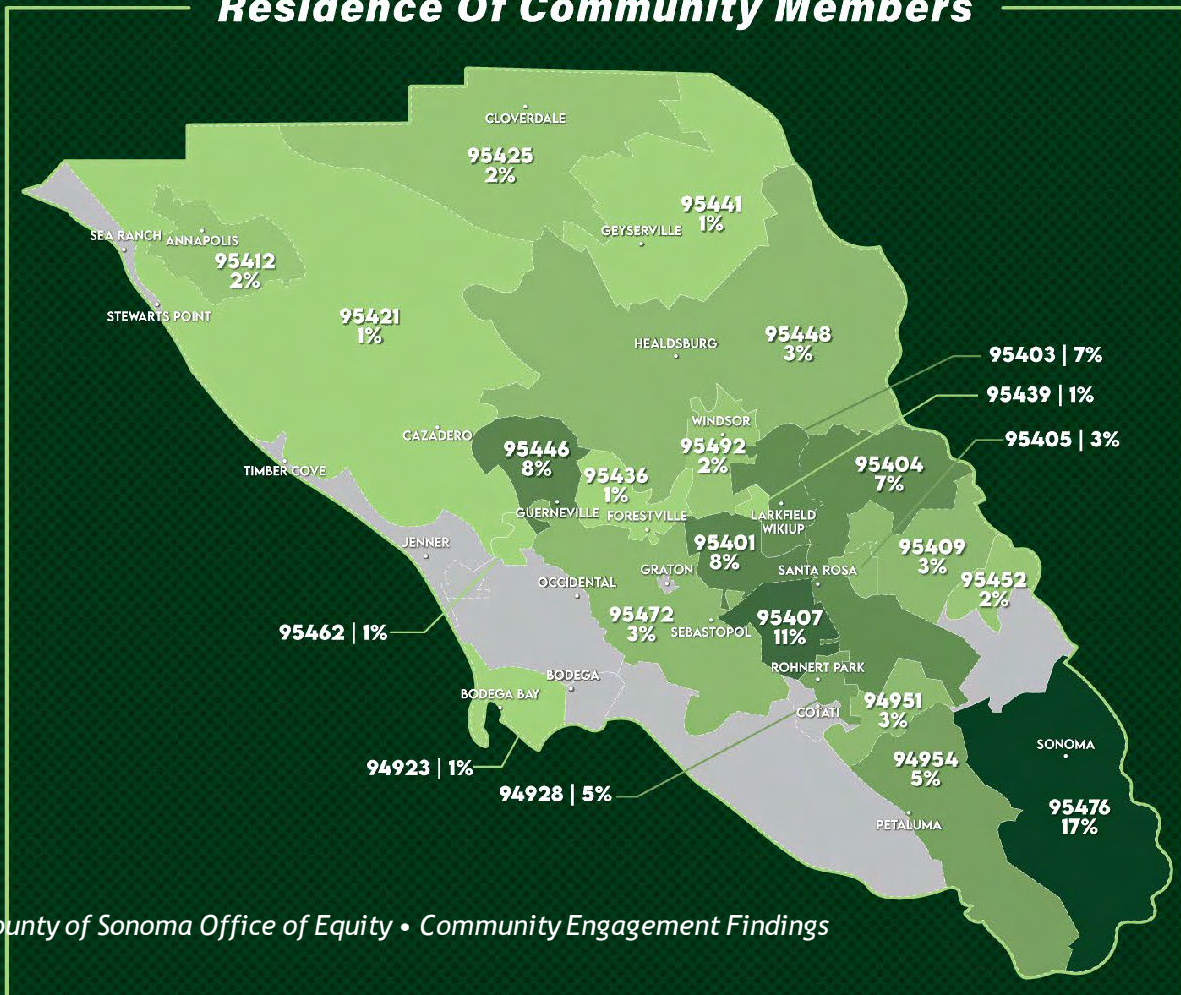 Residence Of Community Members
CLOVERDALE
95425
2%
95441
1%
GEYSERVILLE
SEA RANCH
ANNAPOLIS
95412
2%
STEWARTS POINT
95421
1%
95448
3%
HEALDSBURG
95403 | 7%
95439 | 1%
95405 | 3%
WINDSOR
95492
2%
CAZADERO
95446
8%
95436
1%
95404
7%
TIMBER COVE
GUERNEVILLE
FORESTVILLE
LARKFIELD
WIKIUP
JENNER
95401
8%
95409
3%
GRATON
SANTA ROSA
OCCIDENTAL
95452
2%
95472
3%
SEBASTOPOL
95407
11%
95462 | 1%
ROHNERT PARK
BODEGA
BODEGA BAY
94951
3%
COTATI
SONOMA
94923 | 1%
94954
5%
94928 | 5%
95476
17%
PETALUMA
ounty of Sonoma Office of Equity • Community Engagement Findings